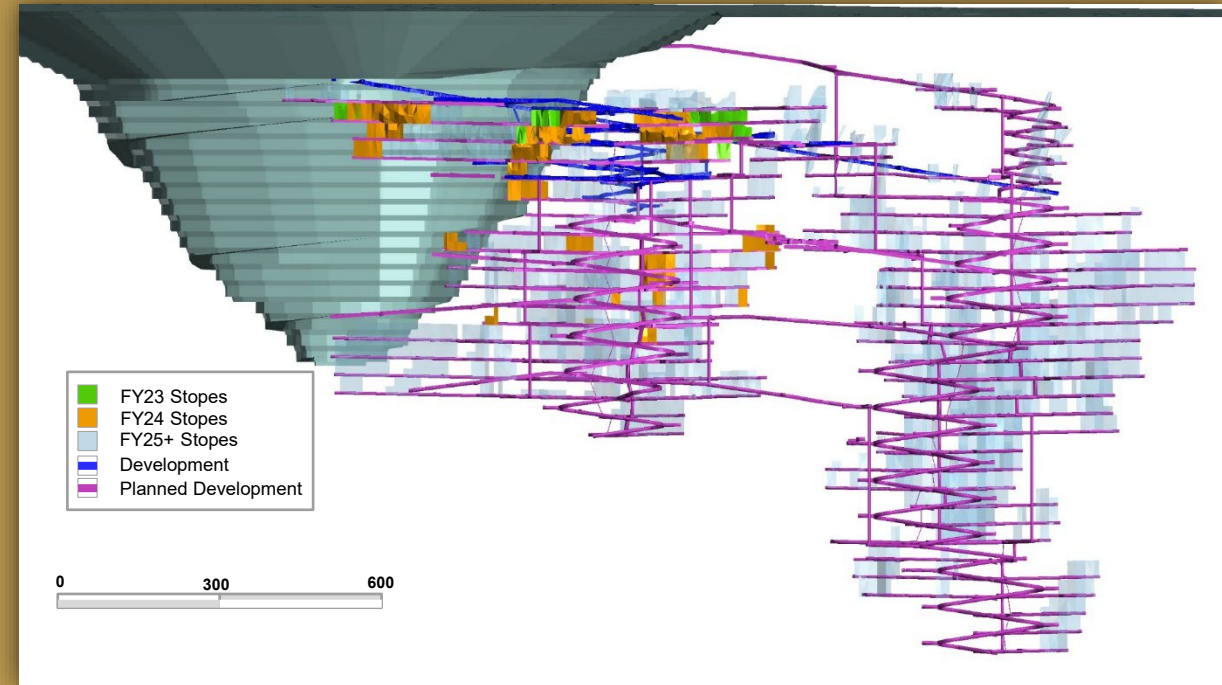 FY23 Stopes
FY24 Stopes
FY25+ Stopes
Development
Planned Development
0 300 600